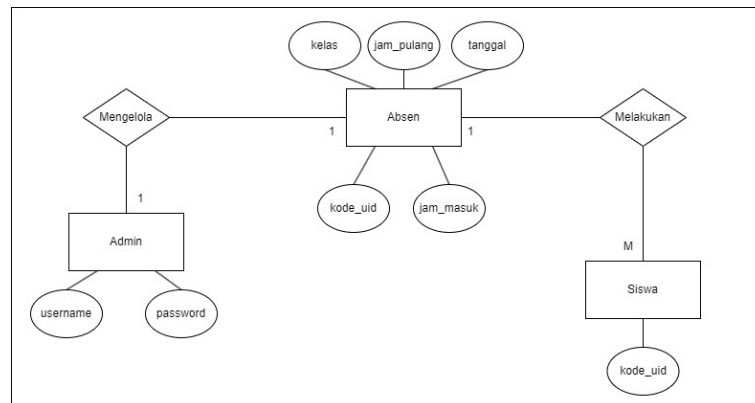 kelas
jam_pulang
tanggal
Mengelola
Absen
Melakukan
1
1
1
kode_uid
jam_masuk
Admin
M
Siswa
username
password
kode_uid